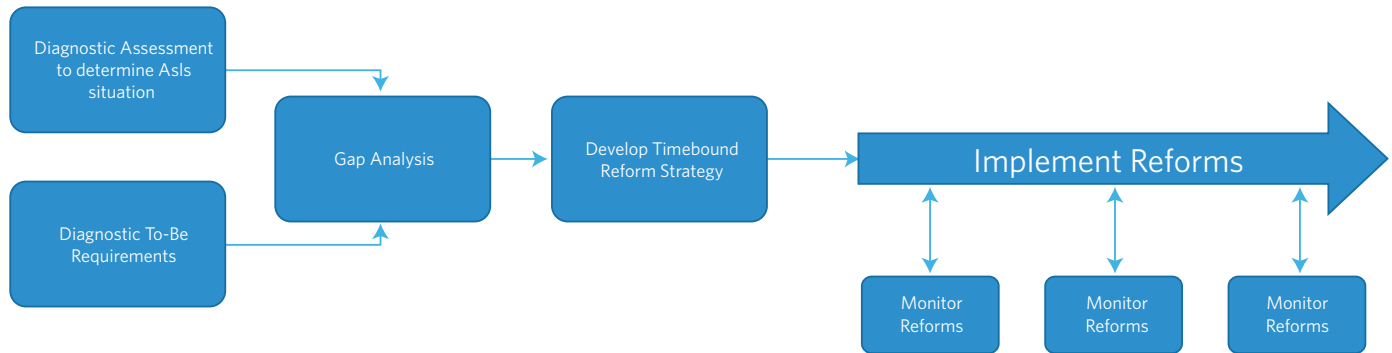 Diagnostic Assessment
to determine AsIs
situation
Diagnostic To-Be
Requirements
Gap Analysis
Develop Timebound
Reform Strategy
Implement Reforms
Monitor
Reforms
Monitor
Reforms
Monitor
Reforms